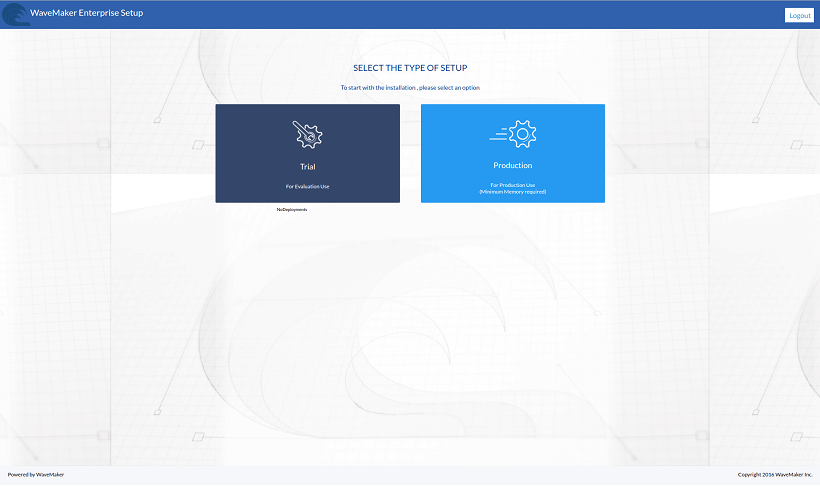 WaveMaker Enterprise Setup
Logout
SELECT THE TYPE OF SETUP
To start with the installation , please select an option
Trial
For Evaluation Use
Production
For Production Use
(Minimum Memory required)
NoDeployments
Powered by WaveMaker
Copyright 2016 WaveMaker Inc.